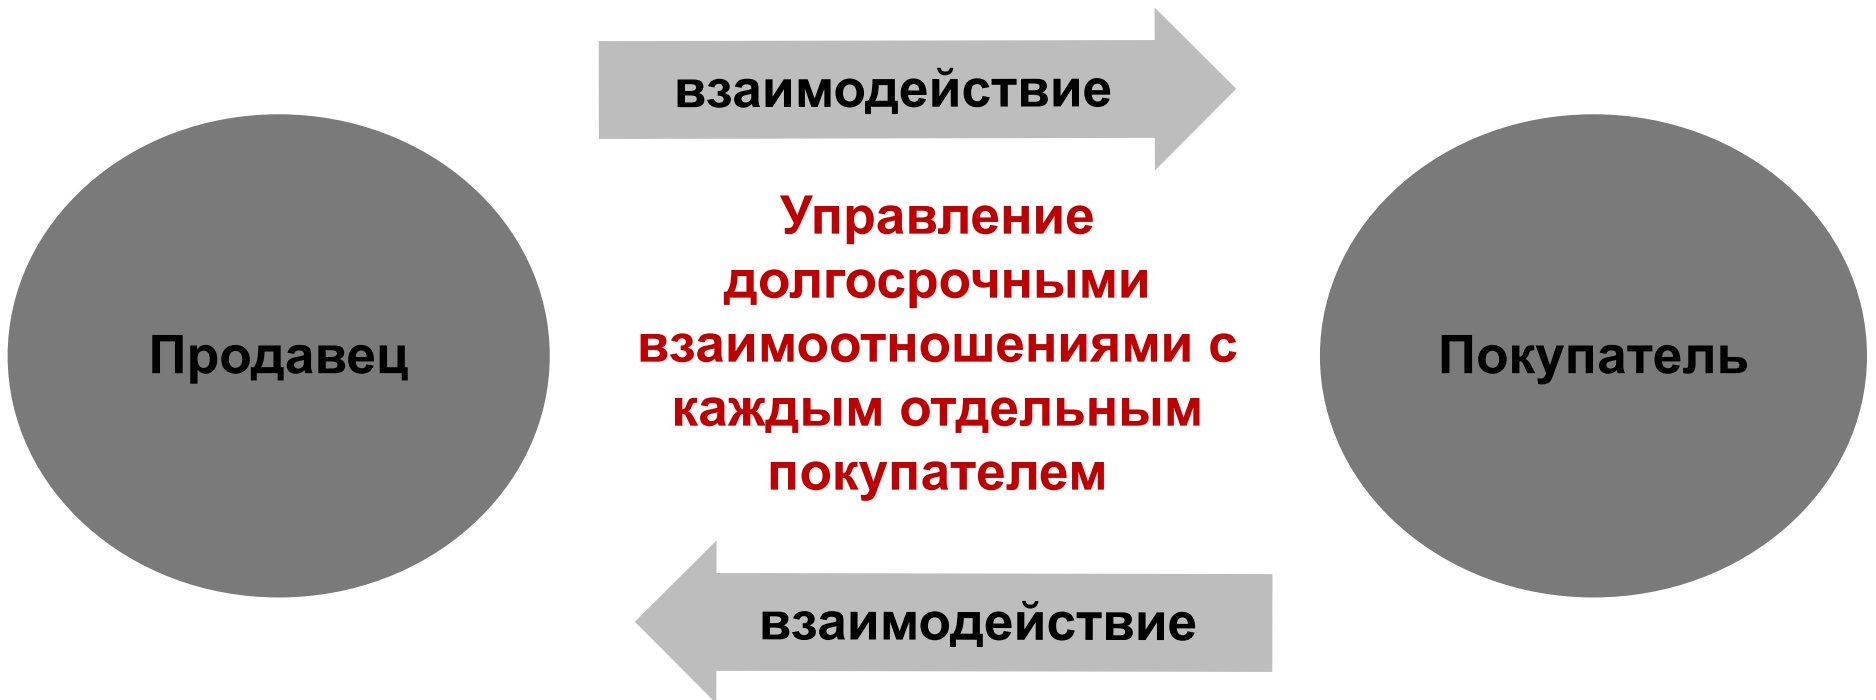 взаимодействие
Управление
долгосрочными
взаимоотношениями с
каждым отдельным
покупателем
Продавец
Покупатель
взаимодействие